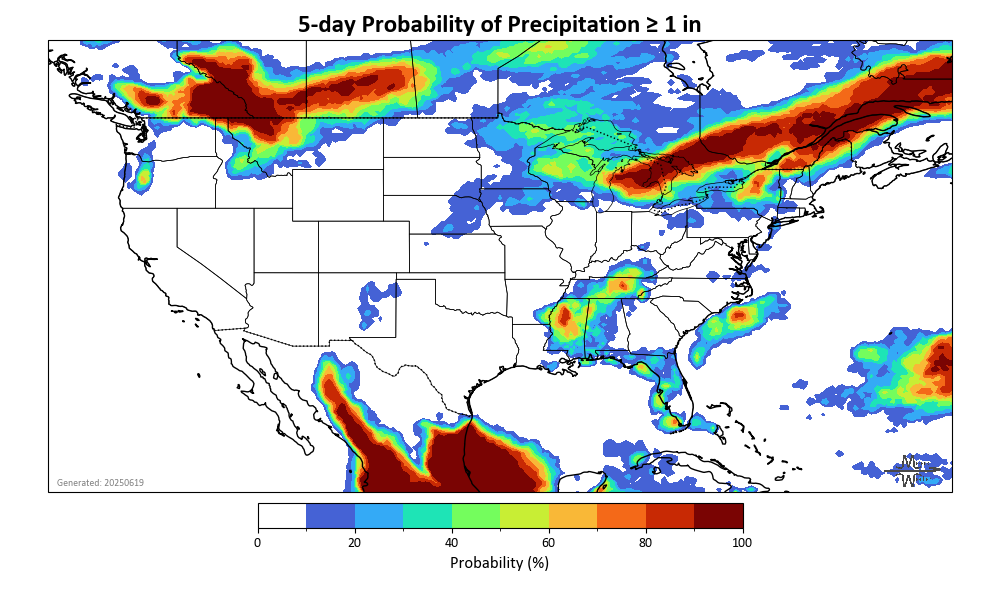 5-day Probability of Precipitation ≥ 1 in
Generated: 20250619
0 20 40 60 80 100
Probability (%)